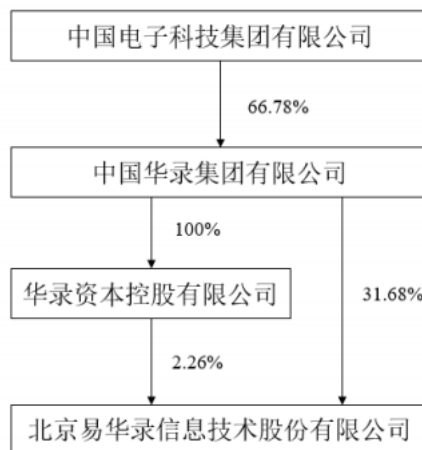 中国电子科技集团有限公司
66.78%
中国华录集团有限公司
100%
华录资本控股有限公司
31.68%
2.26%
北京易华录信息技术股份有限公司